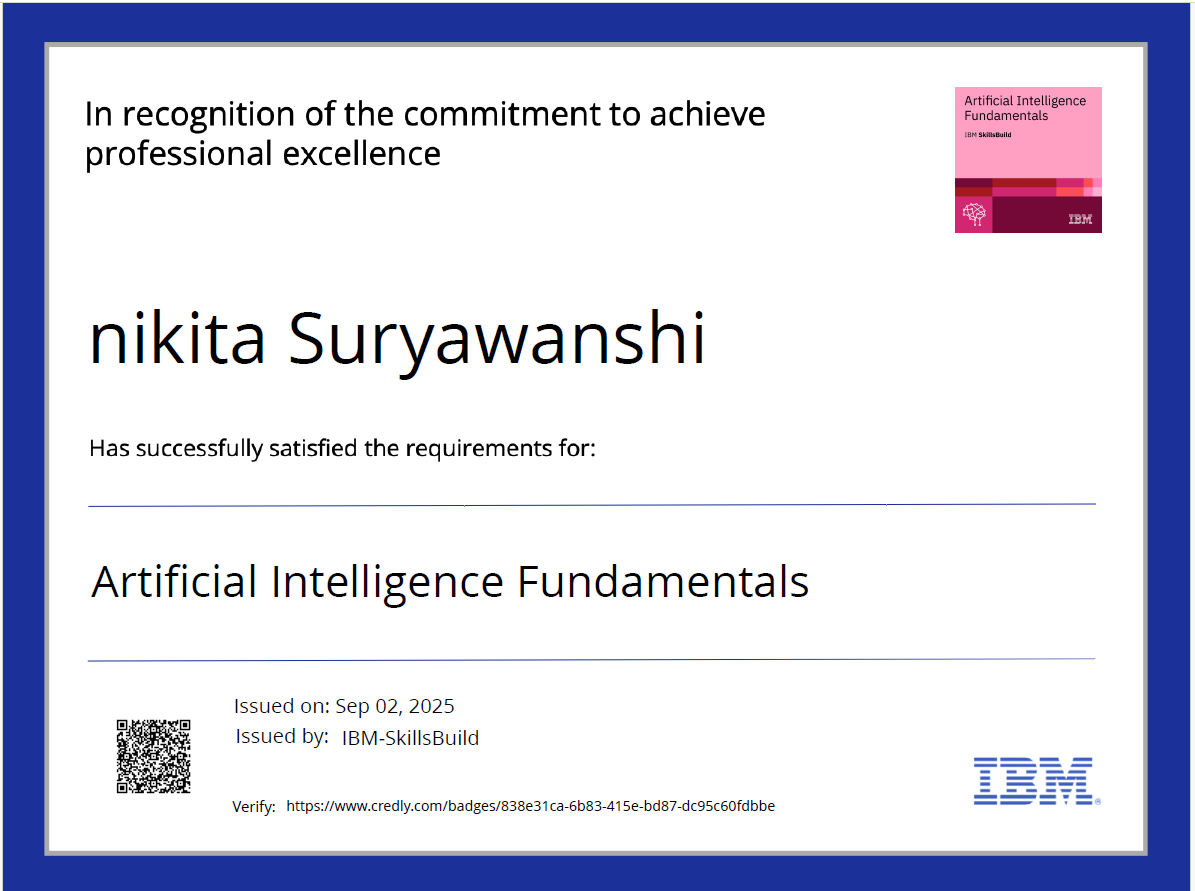 In recognition of the commitment to achieve
professional excellence
Artificial Intelligence
Fundamentals
IBM SkillsBuild
IBM
nikita Suryawanshi
Has successfully satisfied the requirements for:
Artificial Intelligence Fundamentals
Issued on: Sep 02, 2025
Issued by: IBM-SkillsBuild
Verify: https://www.credly.com/badges/838e31ca-6b83-415e-bd87-dc95c60fdbbe
IBM®